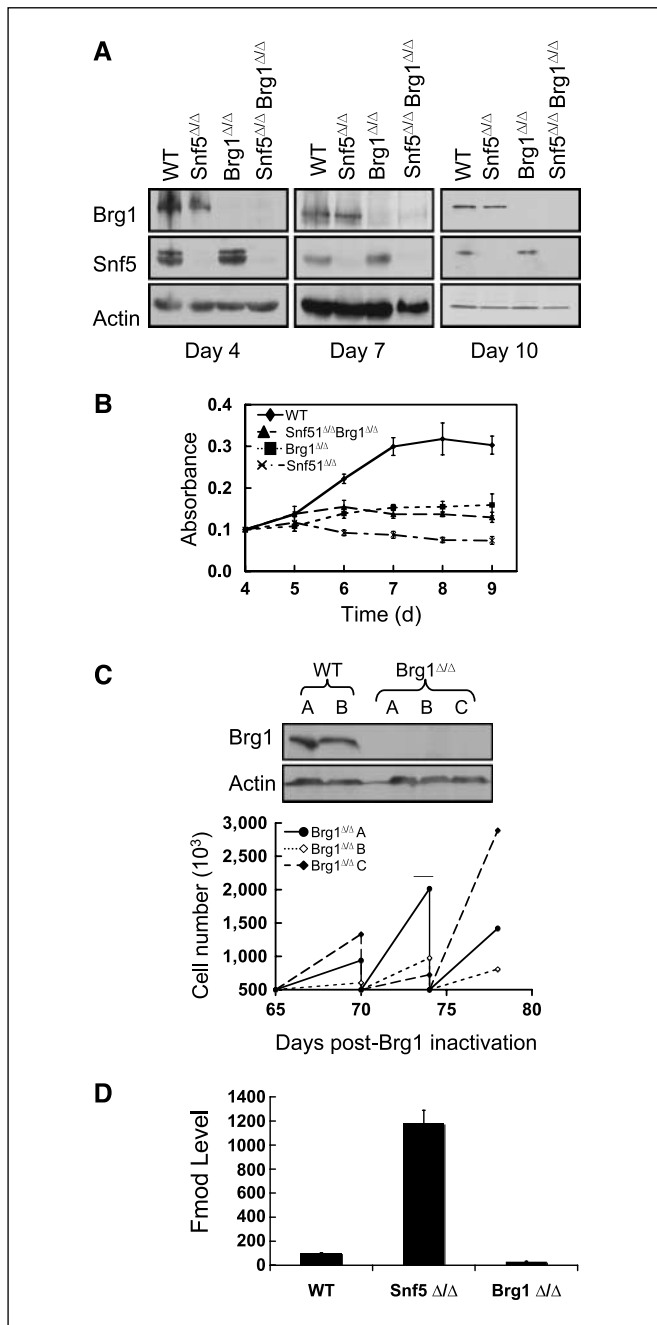 A
WT
Snf5Δ/Δ
Brg1Δ/Δ
Snf5Δ/Δ Brg1Δ/Δ
WT
Snf5Δ/Δ
Brg1Δ/Δ
Snf5Δ/Δ Brg1Δ/Δ
WT
Snf5Δ/Δ
Brg1Δ/Δ
Snf5Δ/Δ Brg1Δ/Δ
Brg1
Snf5
Actin
Day 4 Day 7 Day 10
B
Absorbance
0.4
0.3
0.2
0.1
0.0
WT
Snf51Δ/ΔBrg1Δ/Δ
Brg1Δ/Δ
Snf51Δ/Δ
4 5 6 7 8 9
Time (d)
C
WT Brg1Δ/Δ
A B A B C
Brg1
Actin
Cell number (10³)
3,000
2,500
2,000
1,500
1,000
500
Brg1Δ/Δ A
Brg1Δ/Δ B
Brg1Δ/Δ C
65 70 75 80
Days post-Brg1 inactivation
D
Fmod Level
1400
1200
1000
800
600
400
200
0
WT Snf5 Δ/Δ Brg1 Δ/Δ